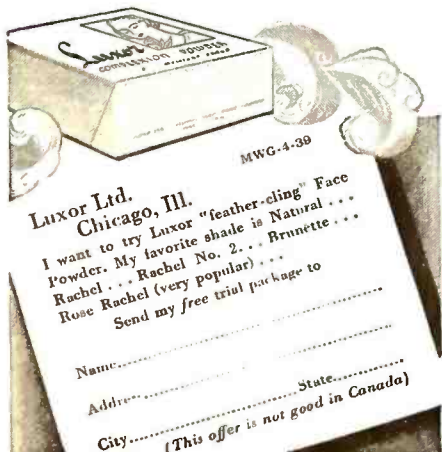 Luxor
COMPLEXION POWDER
MWG-4-39
Luxor Ltd.
Chicago, Ill.
I want to try Luxor "feather-cling" Face
Powder. My favorite shade is Natural . . .
Rachel . . . Rachel No. 2. . . Brunette . . .
Rose Rachel (very popular) . . .
Send my free trial package to
Name
Address
City State
(This offer is not good in Canada)